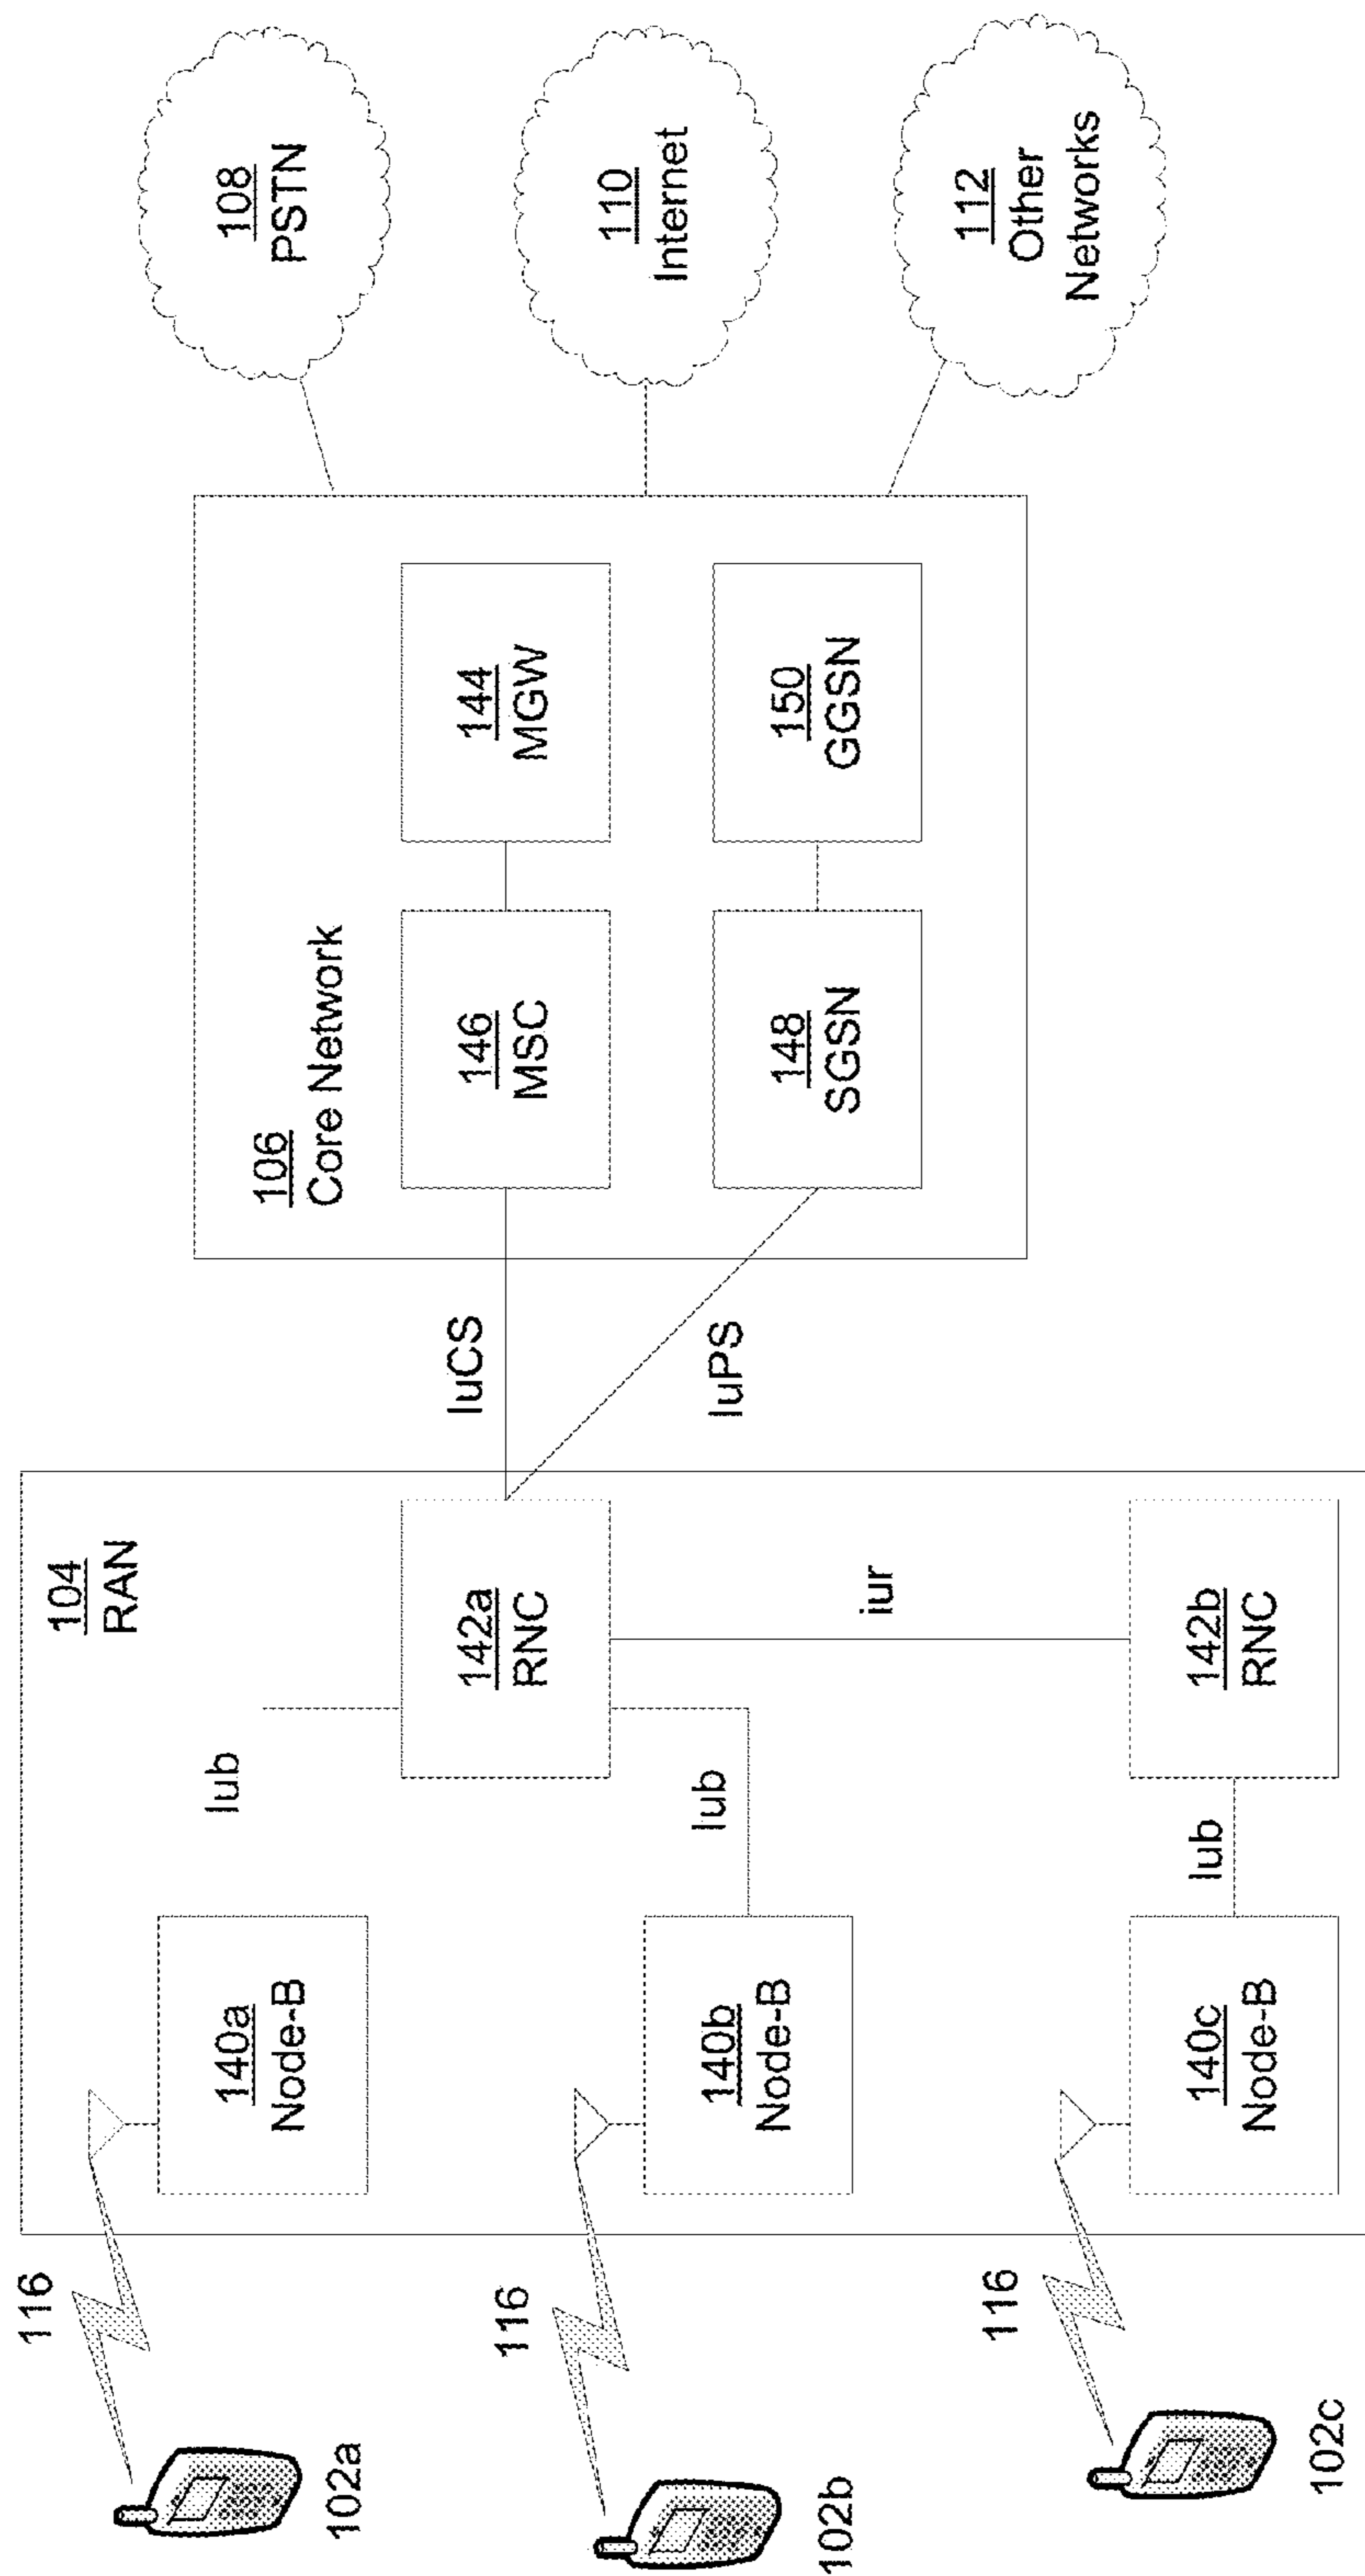 116
102a
116
102b
116
102c
104
RAN
140a
Node-B
140b
Node-B
140c
Node-B
Iub
Iub
Iub
142a
RNC
iur
142b
RNC
IuCS
IuPS
106
Core Network
146
MSC
144
MGW
148
SGSN
150
GGSN
108
PSTN
110
Internet
112
Other
Networks